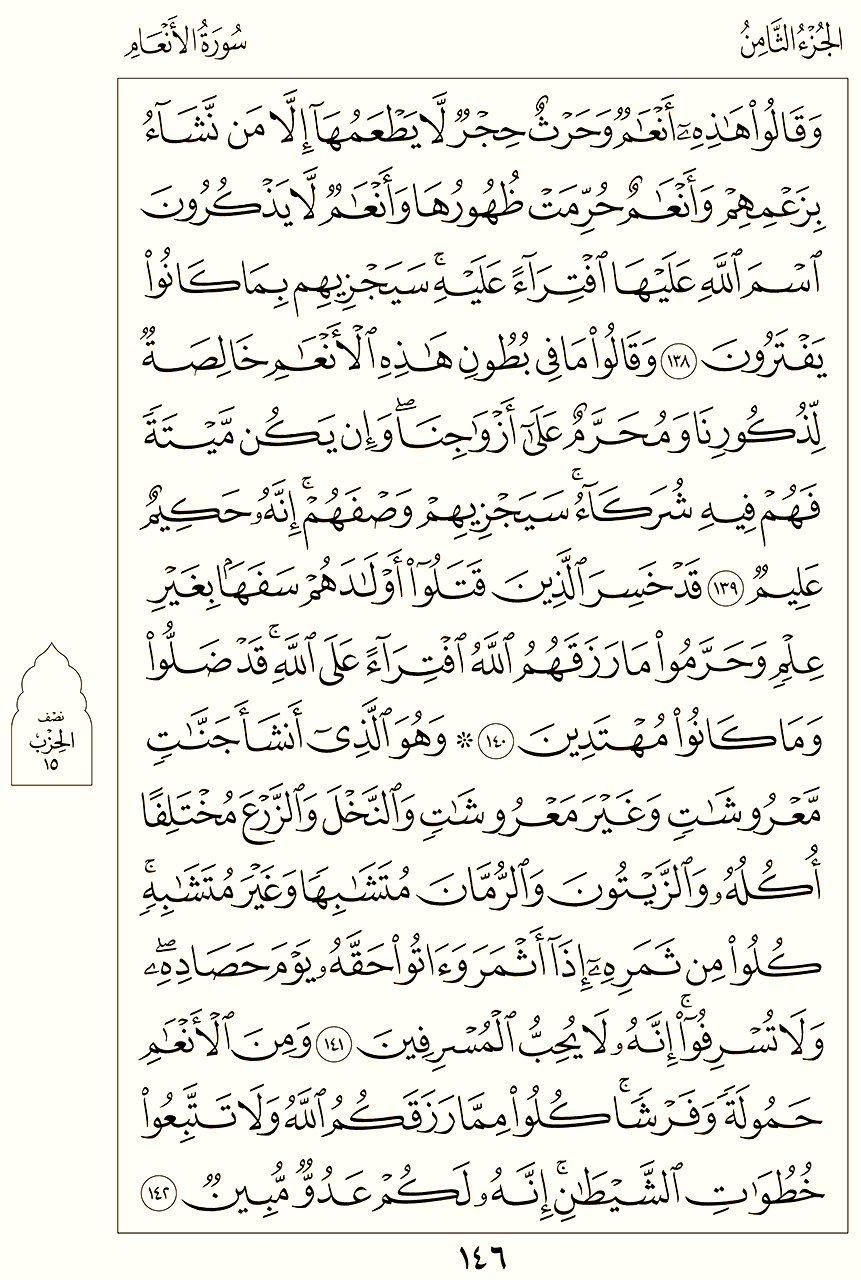 الجُزْءُ الثَّامِنُ
سُورَةُ الأَنْعَامِ
وَقَالُوا۟ هَٰذِهِۦٓ أَنْعَٰمٌ وَحَرْثٌ حِجْرٌ لَّا يَطْعَمُهَآ إِلَّا مَن نَّشَآءُ
بِزَعْمِهِمْ وَأَنْعَٰمٌ حُرِّمَتْ ظُهُورُهَا وَأَنْعَٰمٌ لَّا يَذْكُرُونَ
ٱسْمَ ٱللَّهِ عَلَيْهَا ٱفْتِرَآءً عَلَيْهِ ۚ سَيَجْزِيهِم بِمَا كَانُوا۟
يَفْتَرُونَ ١٣٨ وَقَالُوا۟ مَا فِى بُطُونِ هَٰذِهِ ٱلْأَنْعَٰمِ خَالِصَةٌ
لِّذُكُورِنَا وَمُحَرَّمٌ عَلَىٰٓ أَزْوَٰجِنَا ۖ وَإِن يَكُن مَّيْتَةً
فَهُمْ فِيهِ شُرَكَآءُ ۚ سَيَجْزِيهِمْ وَصْفَهُمْ ۚ إِنَّهُۥ حَكِيمٌ
عَلِيمٌ ١٣٩ قَدْ خَسِرَ ٱلَّذِينَ قَتَلُوٓا۟ أَوْلَٰدَهُمْ سَفَهًۢا بِغَيْرِ
عِلْمٍ وَحَرَّمُوا۟ مَا رَزَقَهُمُ ٱللَّهُ ٱفْتِرَآءً عَلَى ٱللَّهِ ۚ قَدْ ضَلُّوا۟
وَمَا كَانُوا۟ مُهْتَدِينَ ١٤٠ ۞ وَهُوَ ٱلَّذِىٓ أَنشَأَ جَنَّٰتٍ
مَّعْرُوشَٰتٍ وَغَيْرَ مَعْرُوشَٰتٍ وَٱلنَّخْلَ وَٱلزَّرْعَ مُخْتَلِفًا
أُكُلُهُۥ وَٱلزَّيْتُونَ وَٱلرُّمَّانَ مُتَشَٰبِهًا وَغَيْرَ مُتَشَٰبِهٍ ۚ
كُلُوا۟ مِن ثَمَرِهِۦٓ إِذَآ أَثْمَرَ وَءَاتُوا۟ حَقَّهُۥ يَوْمَ حَصَادِهِۦ ۖ
وَلَا تُسْرِفُوٓا۟ ۚ إِنَّهُۥ لَا يُحِبُّ ٱلْمُسْرِفِينَ ١٤١ وَمِنَ ٱلْأَنْعَٰمِ
حَمُولَةً وَفَرْشًا ۚ كُلُوا۟ مِمَّا رَزَقَكُمُ ٱللَّهُ وَلَا تَتَّبِعُوا۟
خُطُوَٰتِ ٱلشَّيْطَٰنِ ۚ إِنَّهُۥ لَكُمْ عَدُوٌّ مُّبِينٌ ١٤٢
نصْف
الحِزْب
١٥
١٤٦